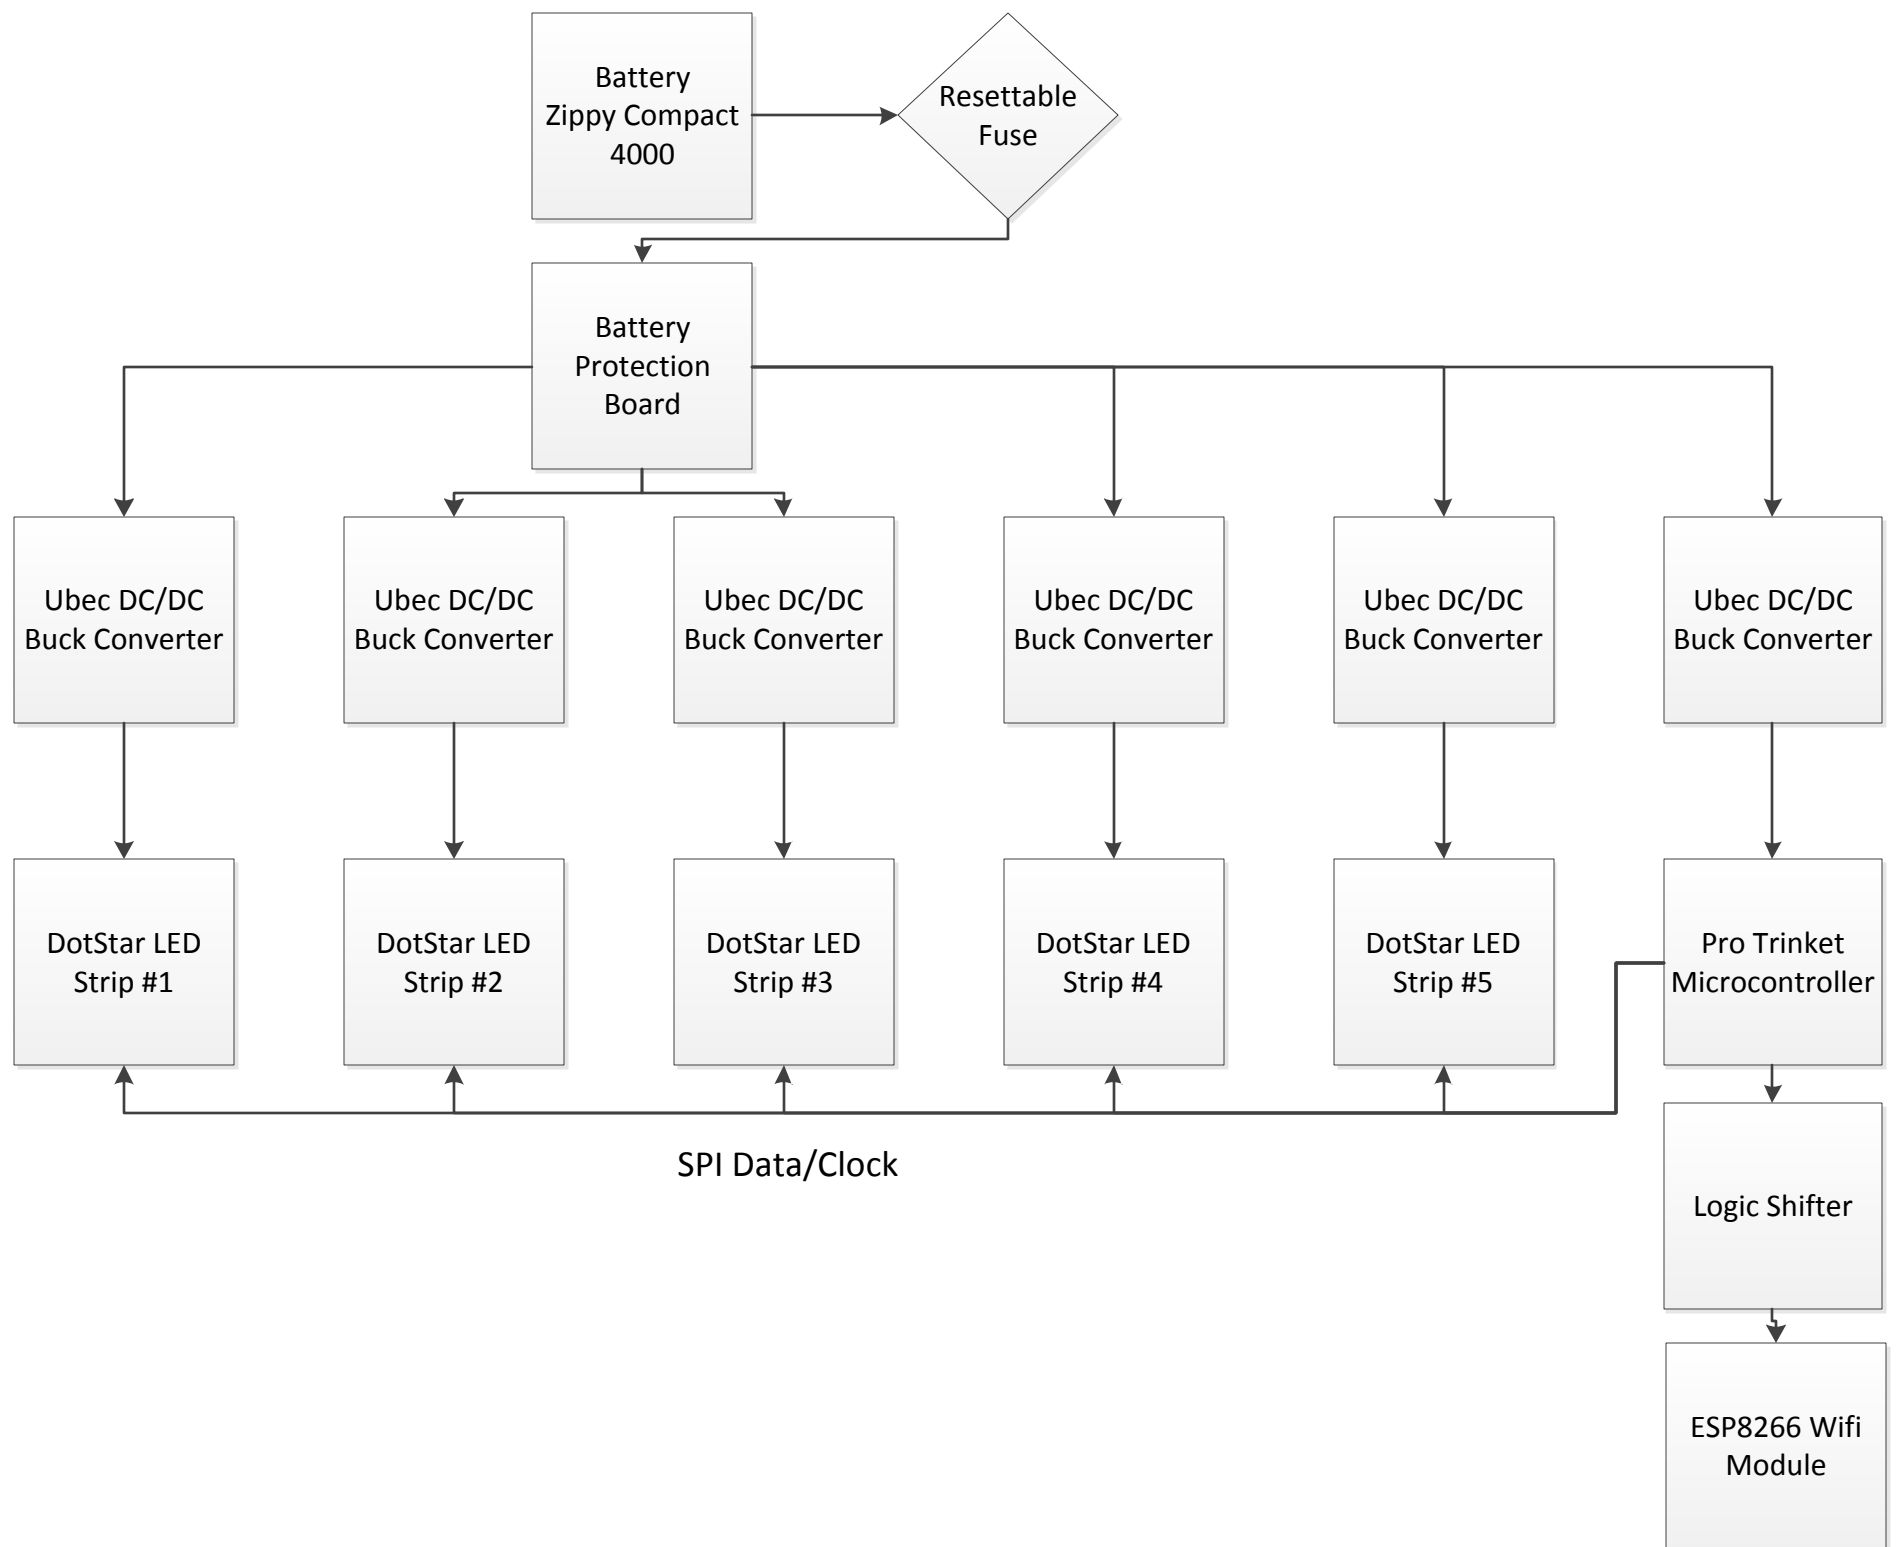 Battery
Zippy Compact
4000
Resettable
Fuse
Battery
Protection
Board
Ubec DC/DC
Buck Converter
Ubec DC/DC
Buck Converter
Ubec DC/DC
Buck Converter
Ubec DC/DC
Buck Converter
Ubec DC/DC
Buck Converter
Ubec DC/DC
Buck Converter
DotStar LED
Strip #1
DotStar LED
Strip #2
DotStar LED
Strip #3
DotStar LED
Strip #4
DotStar LED
Strip #5
Pro Trinket
Microcontroller
SPI Data/Clock
Logic Shifter
ESP8266 Wifi
Module